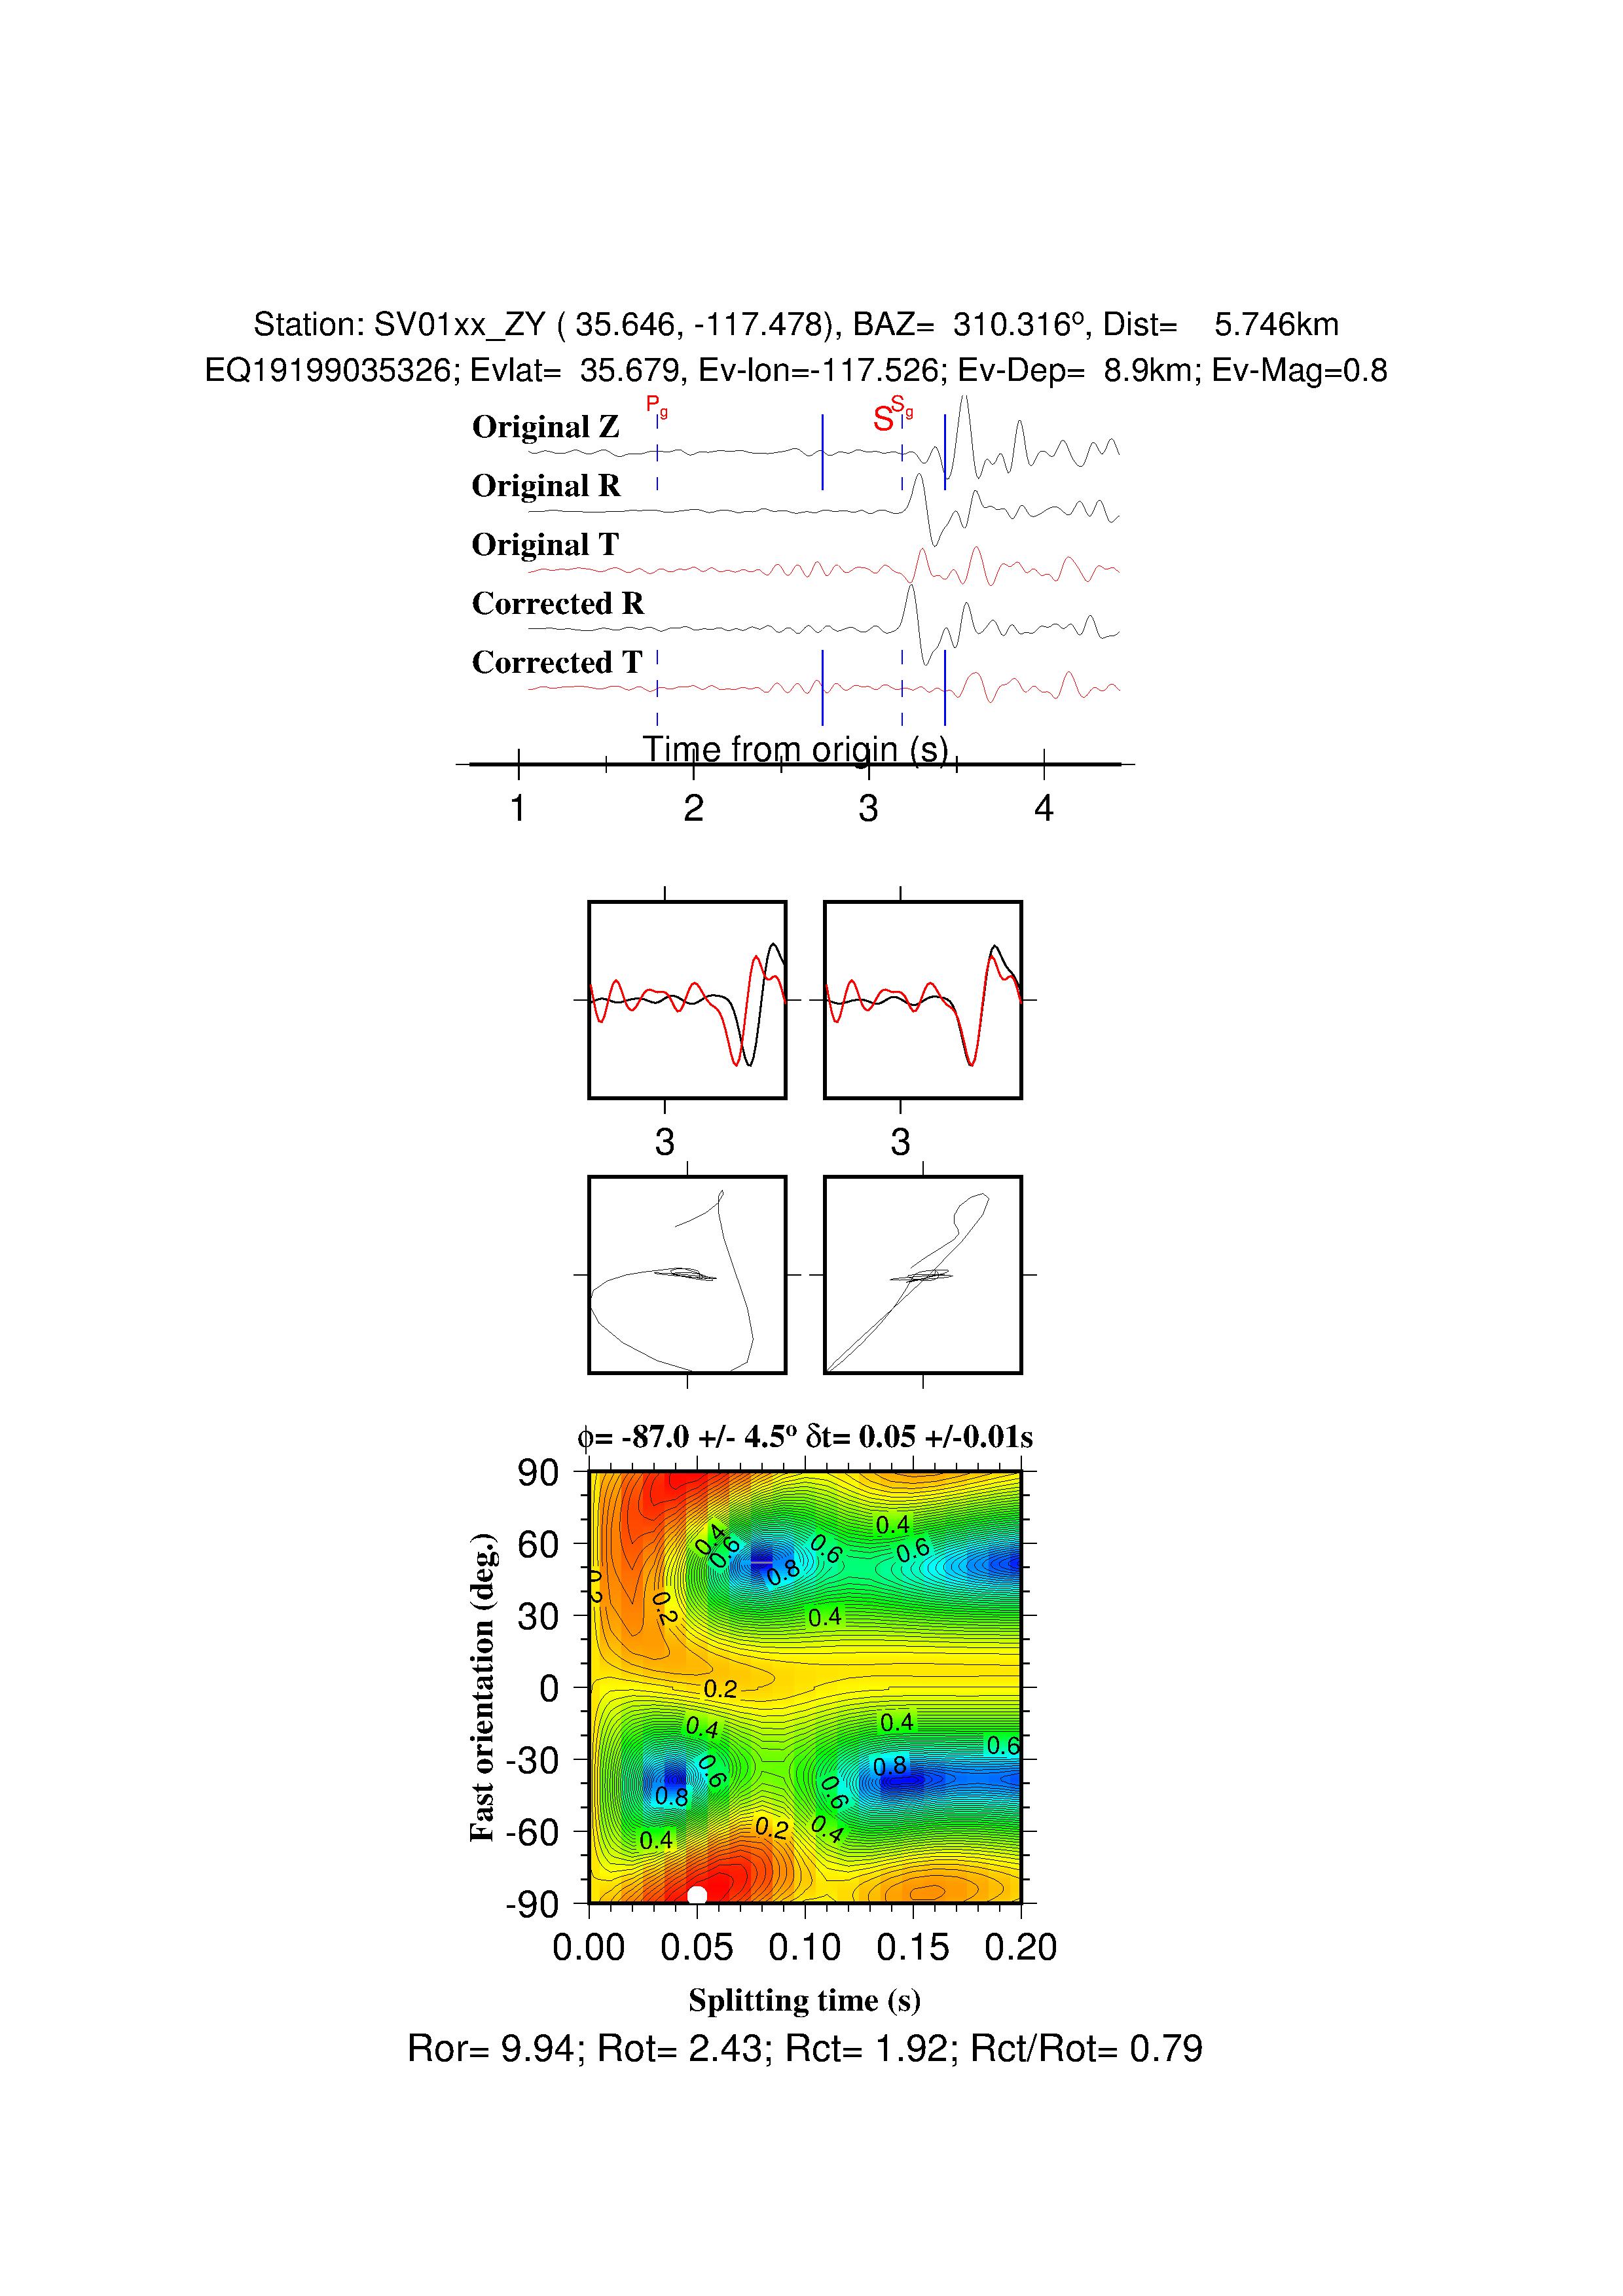 Station: SV01xx_ZY ( 35.646, -117.478), BAZ= 310.316º, Dist= 5.746km
EQ19199035326; Evlat= 35.679, Ev-lon=-117.526; Ev-Dep= 8.9km; Ev-Mag=0.8
Pg
S Sg
Original Z
Original R
Original T
Corrected R
Corrected T
Time from origin (s)
1 2 3 4
3 3
ϕ= -87.0 +/- 4.5º δt= 0.05 +/-0.01s
90
60
30
0
-30
-60
-90
Fast orientation (deg.)
0.4
0.4
0.6
0.6
0.6
0.8
0.2
0.2
0.4
0.2
0.4
0.4
0.6
0.6
0.8
0.8
0.6
0.4
0.2
0.4
0.00 0.05 0.10 0.15 0.20
Splitting time (s)
Ror= 9.94; Rot= 2.43; Rct= 1.92; Rct/Rot= 0.79